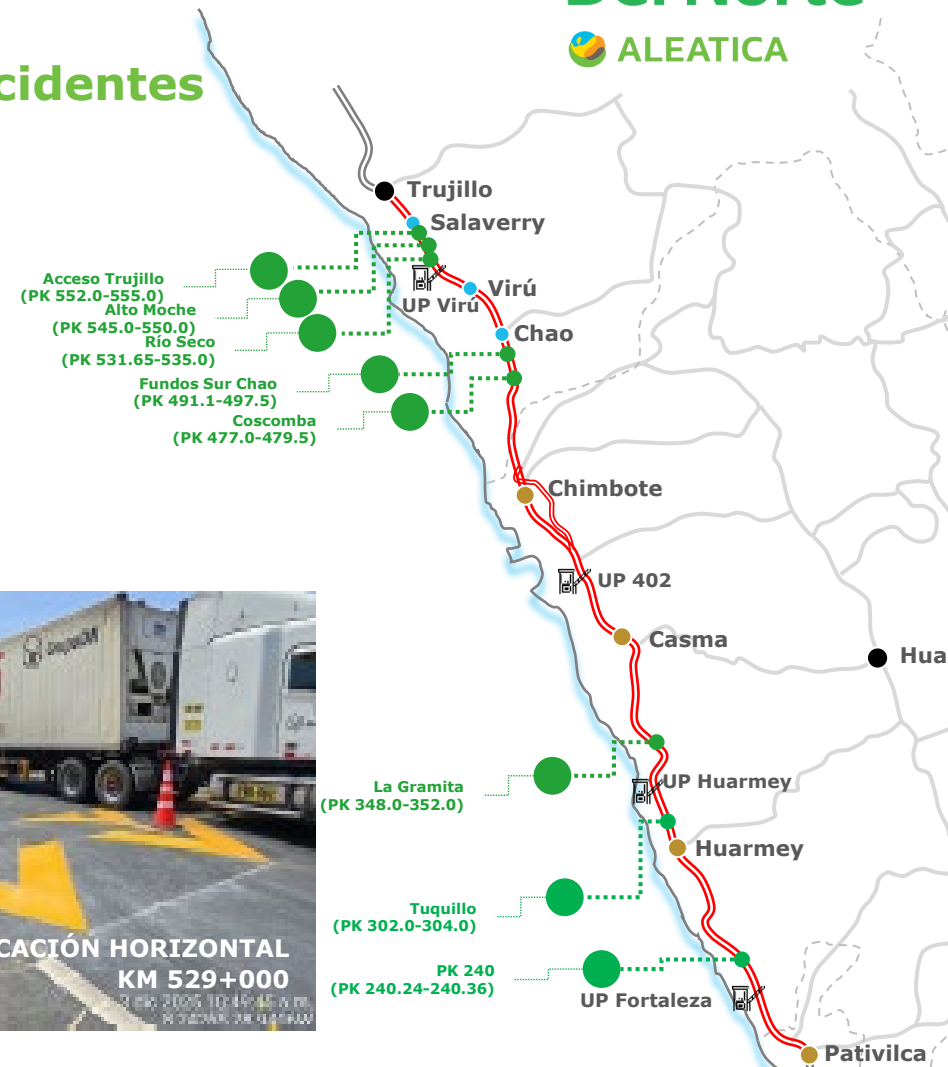 Del Norte
ALEATICA
cidentes
Trujillo
Salaverry
Acceso Trujillo
(PK 552.0-555.0)
Alto Moche
(PK 545.0-550.0)
Río Seco
(PK 531.65-535.0)
UP Virú
Virú
Chao
Fundos Sur Chao
(PK 491.1-497.5)
Coscomba
(PK 477.0-479.5)
Chimbote
UP 402
Casma
Hua
La Gramita
(PK 348.0-352.0)
UP Huarmey
Huarmey
Tuquillo
(PK 302.0-304.0)
PK 240
(PK 240.24-240.36)
UP Fortaleza
Pativilca
CACIÓN HORIZONTAL
KM 529+000